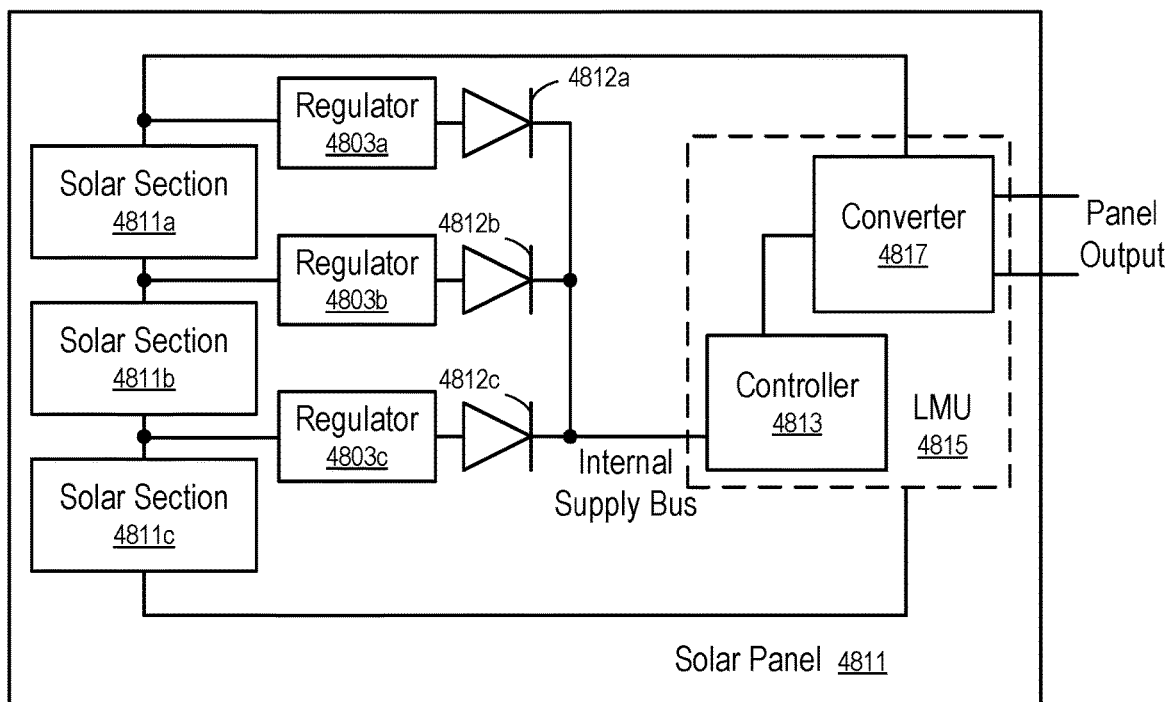 Regulator
4803a
4812a
Solar Section
4811a
Regulator
4803b
4812b
Converter
4817
Panel
Output
Solar Section
4811b
Regulator
4803c
4812c
Controller
4813
LMU
4815
Internal
Supply Bus
Solar Section
4811c
Solar Panel 4811